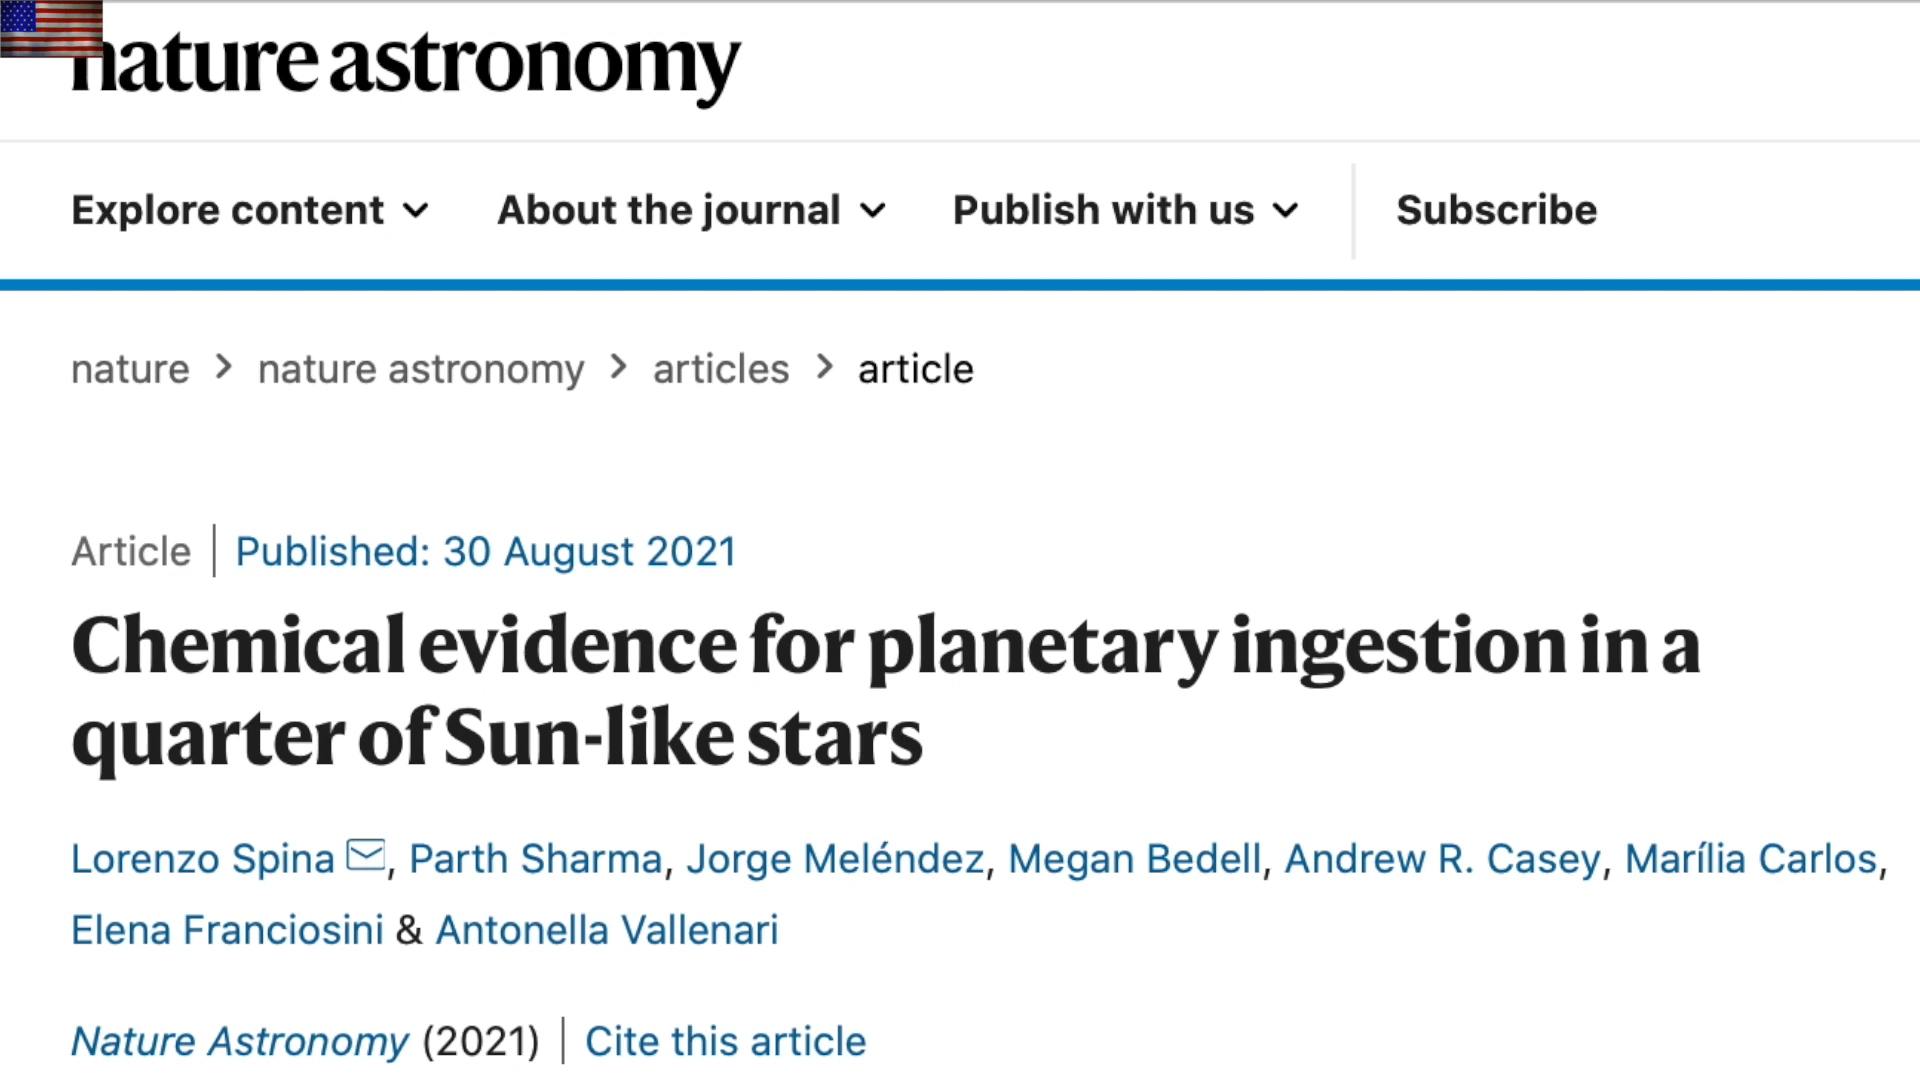 nature astronomy
Explore content About the journal Publish with us Subscribe
nature > nature astronomy > articles > article
Article | Published: 30 August 2021
Chemical evidence for planetary ingestion in a
quarter of Sun-like stars
Lorenzo Spina, Parth Sharma, Jorge Meléndez, Megan Bedell, Andrew R. Casey, Marília Carlos,
Elena Franciosini & Antonella Vallenari
Nature Astronomy (2021) | Cite this article